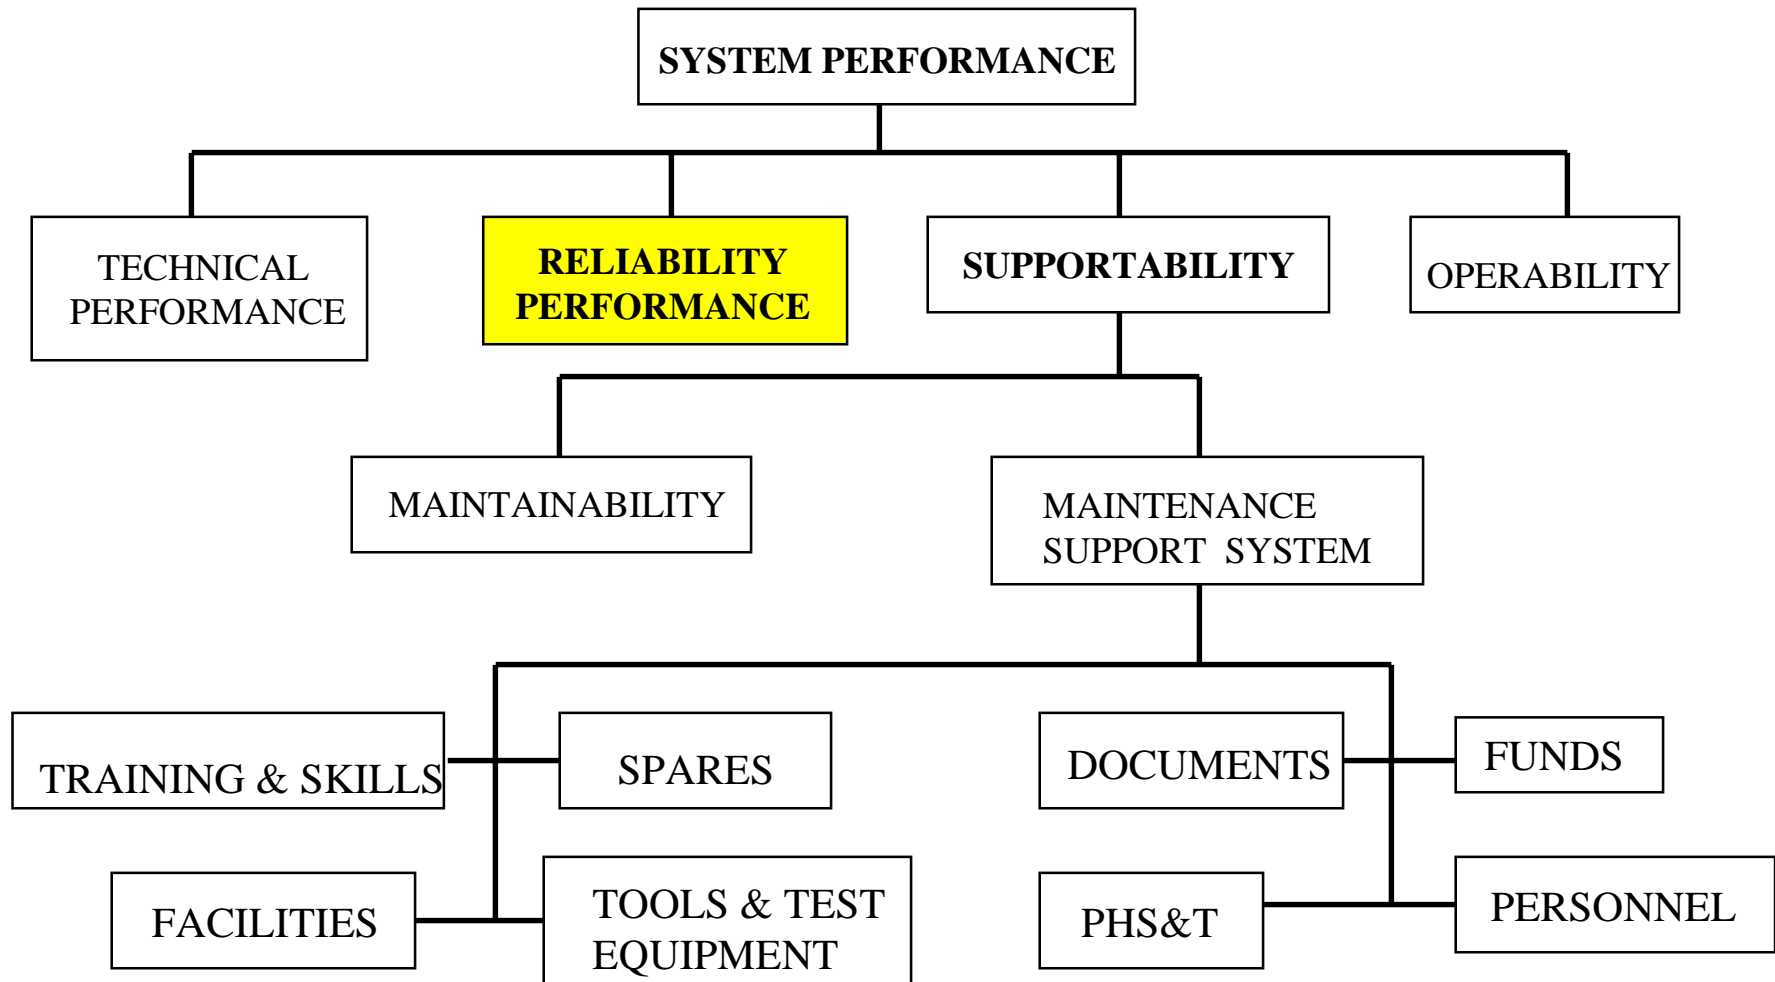 SYSTEM PERFORMANCE
TECHNICAL
PERFORMANCE
RELIABILITY
PERFORMANCE
SUPPORTABILITY
OPERABILITY
MAINTAINABILITY
MAINTENANCE
SUPPORT SYSTEM
TRAINING & SKILLS
SPARES
DOCUMENTS
FUNDS
FACILITIES
TOOLS & TEST
EQUIPMENT
PHS&T
PERSONNEL